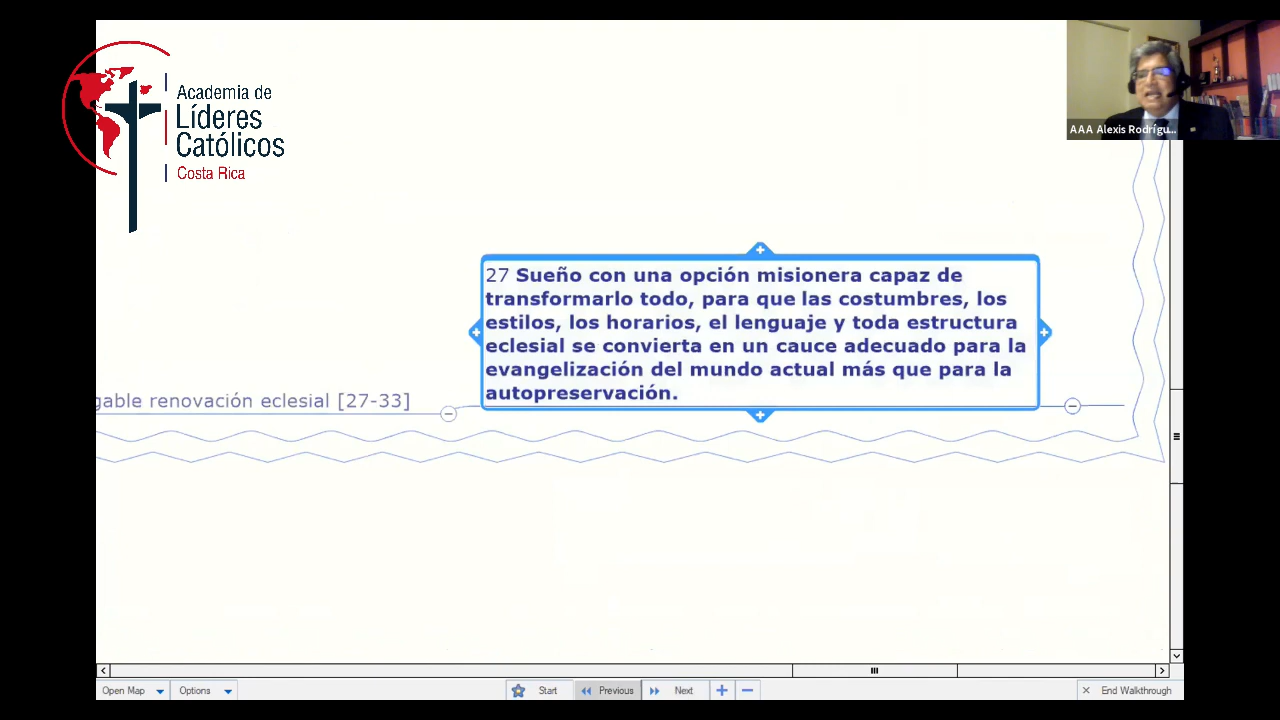 Academia de
Líderes
Católicos
Costa Rica
AAA Alexis Rodrígu...
27 Sueño con una opción misionera capaz de
transformarlo todo, para que las costumbres, los
estilos, los horarios, el lenguaje y toda estructura
eclesial se convierta en un cauce adecuado para la
evangelización del mundo actual más que para la
autopreservación.
gable renovación eclesial [27-33]
Open Map Options Start Previous Next End Walkthrough